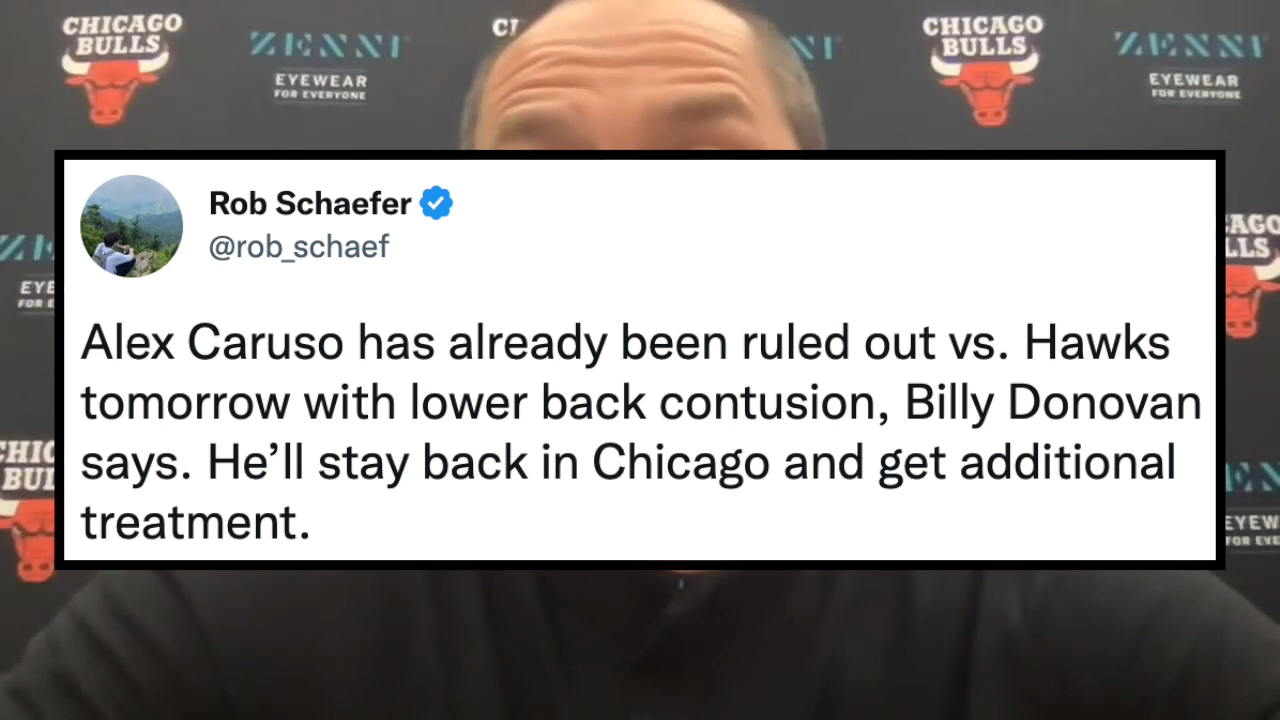 CHICAGO
BULLS
ZENNI
EYEWEAR
FOR EVERYONE
CHICAGO
BULLS
ZENNI
EYEWEAR
FOR EVERYONE
Rob Schaefer
@rob_schaef
Alex Caruso has already been ruled out vs. Hawks
tomorrow with lower back contusion, Billy Donovan
says. He’ll stay back in Chicago and get additional
treatment.